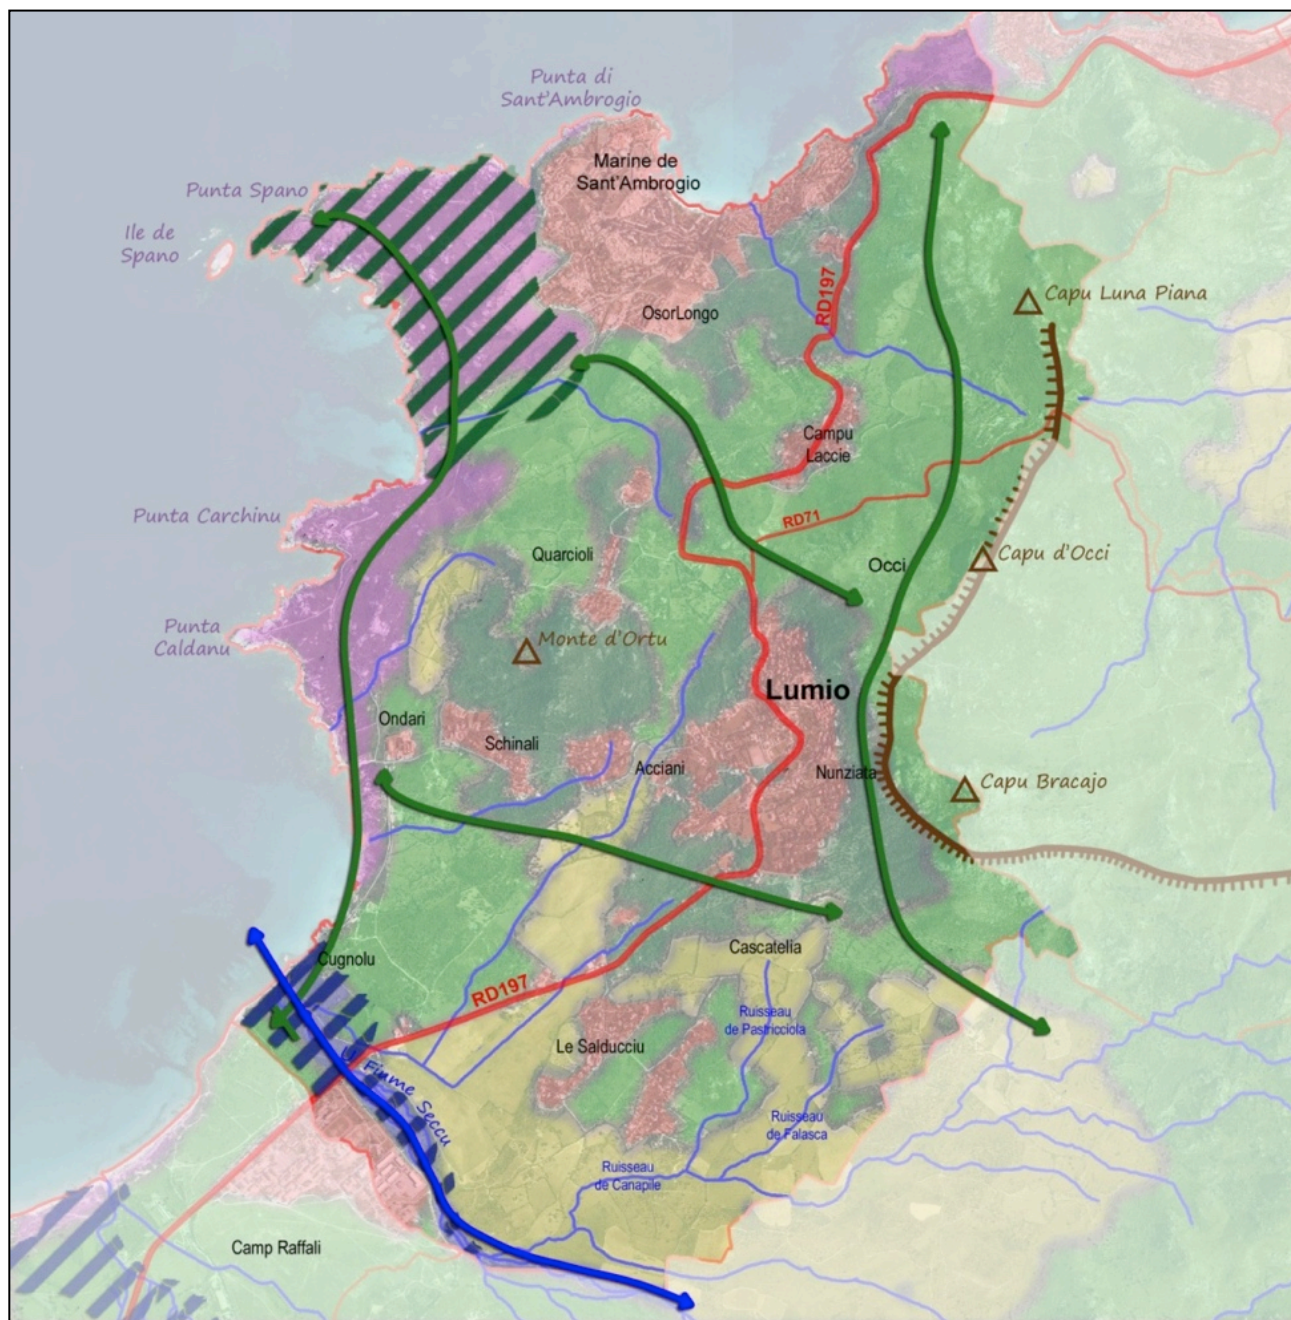 Punta di
Sant'Ambrogio
Marine de
Sant'Ambrogio
Punta Spano
Ile de
Spano
OsorLongo
RD197
Capu Luna Piana
Campu
Laccie
Punta Carchinu
RD71
Quarcioli
Occi
Capu d'Occi
Punta
Caldanu
Monte d'Ortu
Lumio
Ondari
Schinali
Acciani
Nunziata
Capu Bracajo
Cascatelia
Cugnolu
RD197
Ruisseau
de Pastricciola
Le Salducciu
Fiume Seccu
Ruisseau
de Falasca
Ruisseau
de Canapile
Camp Raffali